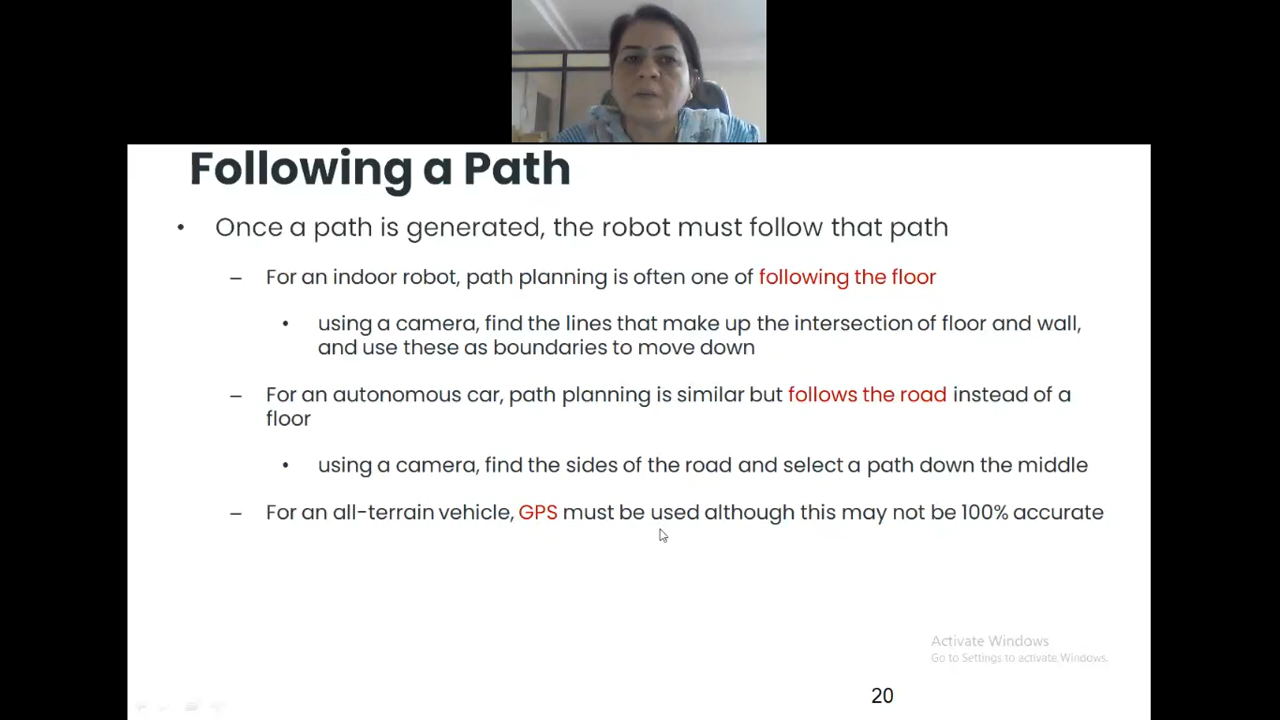 Following a Path
• Once a path is generated, the robot must follow that path
– For an indoor robot, path planning is often one of following the floor
• using a camera, find the lines that make up the intersection of floor and wall,
and use these as boundaries to move down
– For an autonomous car, path planning is similar but follows the road instead of a
floor
• using a camera, find the sides of the road and select a path down the middle
– For an all-terrain vehicle, GPS must be used although this may not be 100% accurate
Activate Windows
Go to Settings to activate Windows.
20